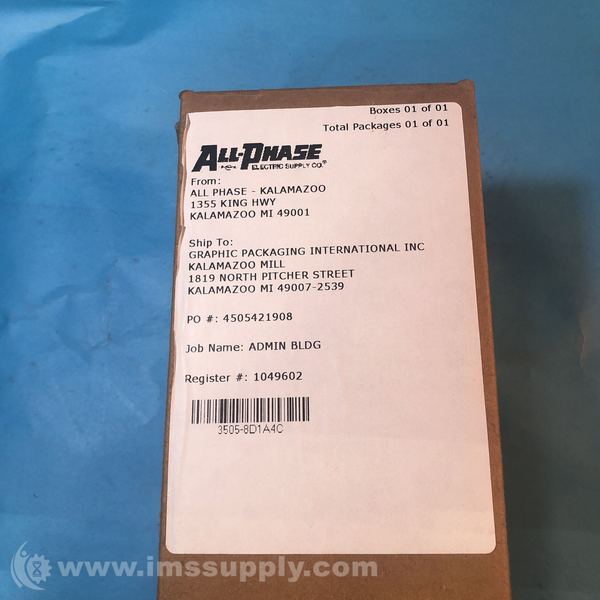 Boxes 01 of 01
Total Packages 01 of 01
ALL-PHASE
ELECTRIC SUPPLY CO.®
From:
ALL PHASE - KALAMAZOO
1355 KING HWY
KALAMAZOO MI 49001
Ship To:
GRAPHIC PACKAGING INTERNATIONAL INC
KALAMAZOO MILL
1819 NORTH PITCHER STREET
KALAMAZOO MI 49007-2539
PO #: 4505421908
Job Name: ADMIN BLDG
Register #: 1049602
3505-8D1A4C
www.imssupply.com